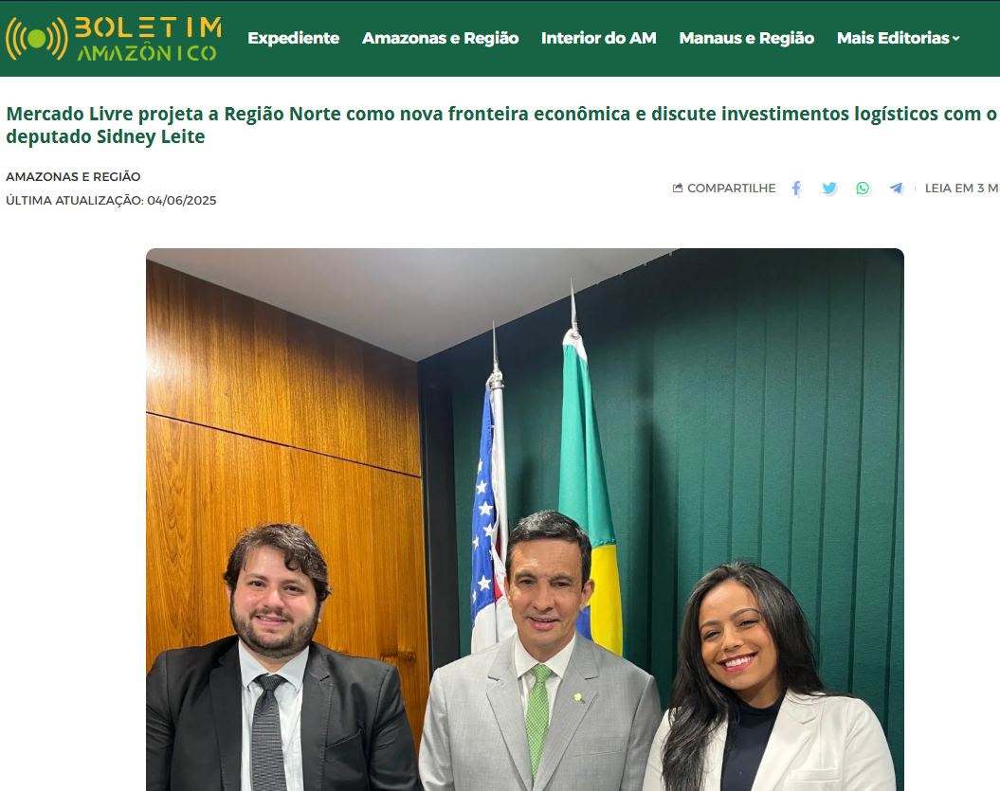 BOLETIM
AMAZÔNICO
Expediente Amazonas e Região Interior do AM Manaus e Região Mais Editorias
Mercado Livre projeta a Região Norte como nova fronteira econômica e discute investimentos logísticos com o
deputado Sidney Leite
AMAZONAS E REGIÃO
ÚLTIMA ATUALIZAÇÃO: 04/06/2025
COMPARTILHE LEIA EM 3 M